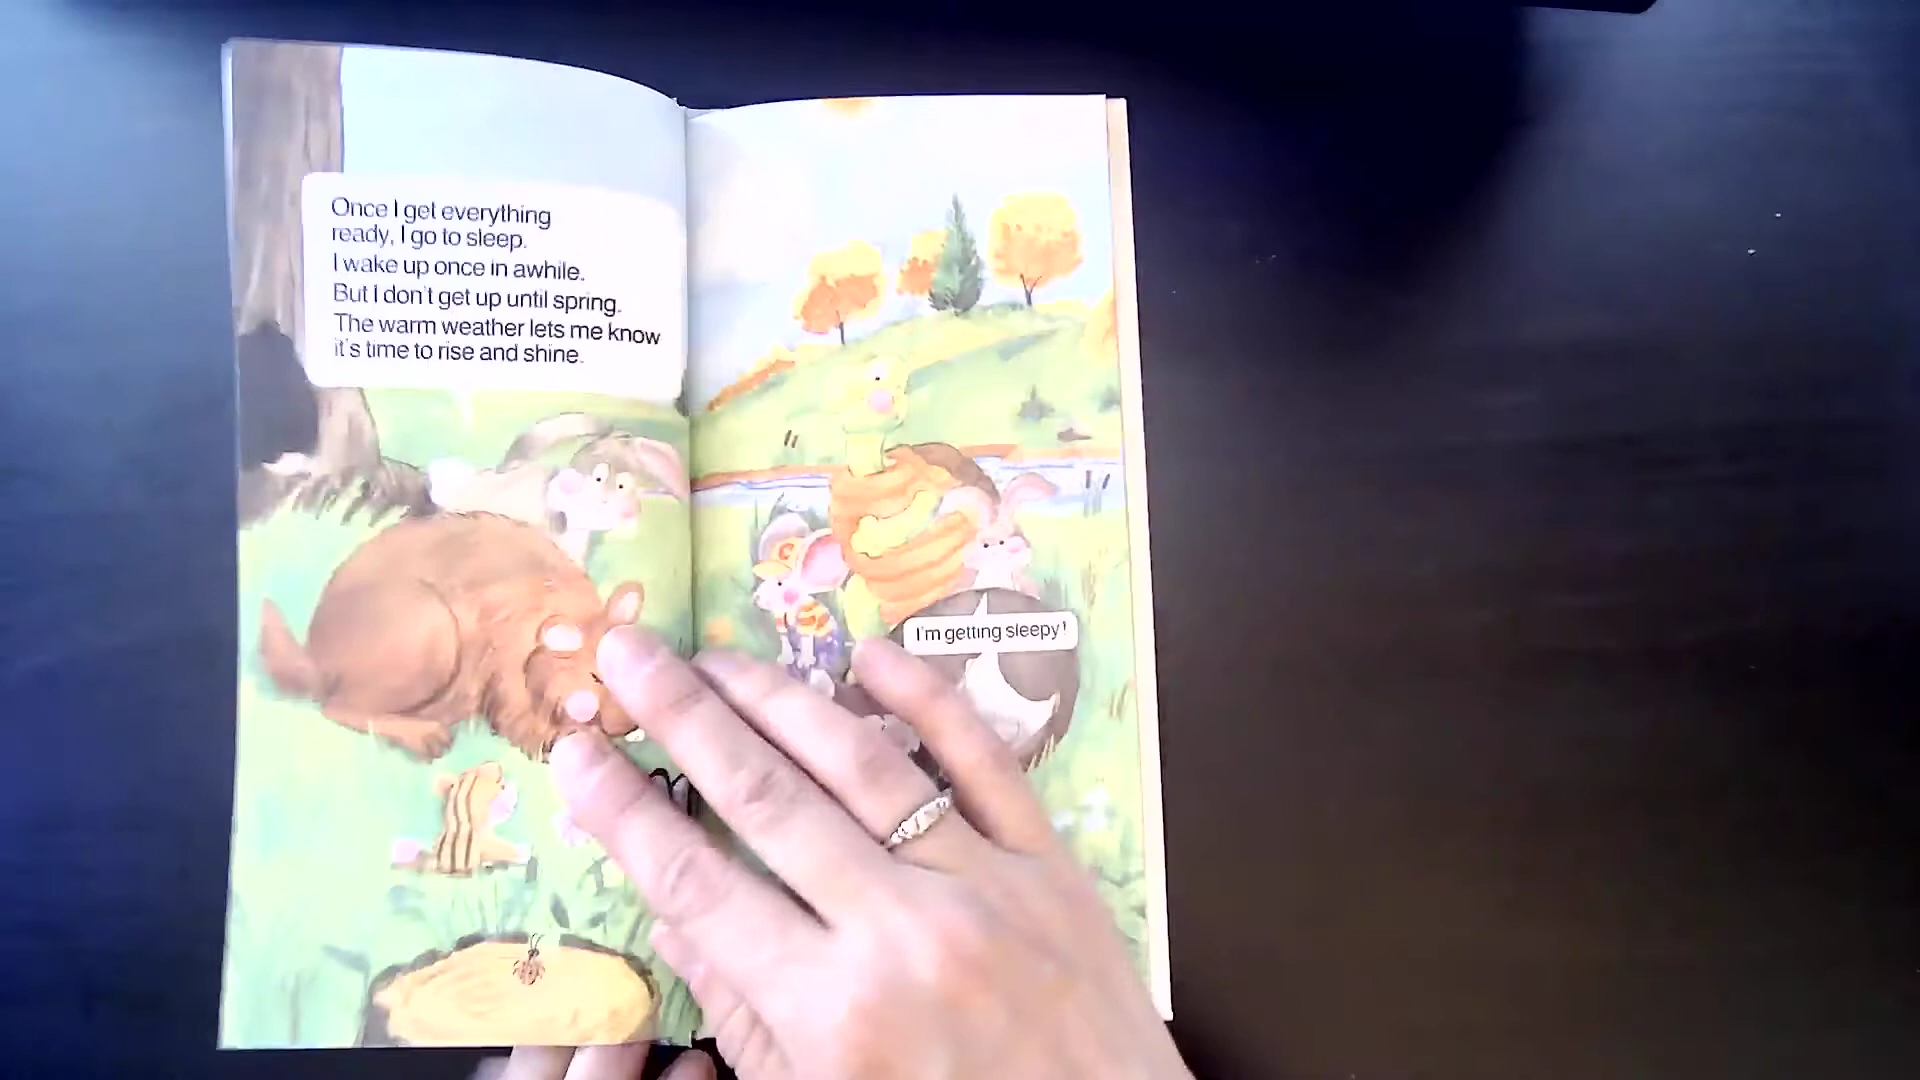 Once I get everything
ready, I go to sleep.
I wake up once in awhile.
But I don't get up until spring.
The warm weather lets me know
it's time to rise and shine.
I'm getting sleepy!